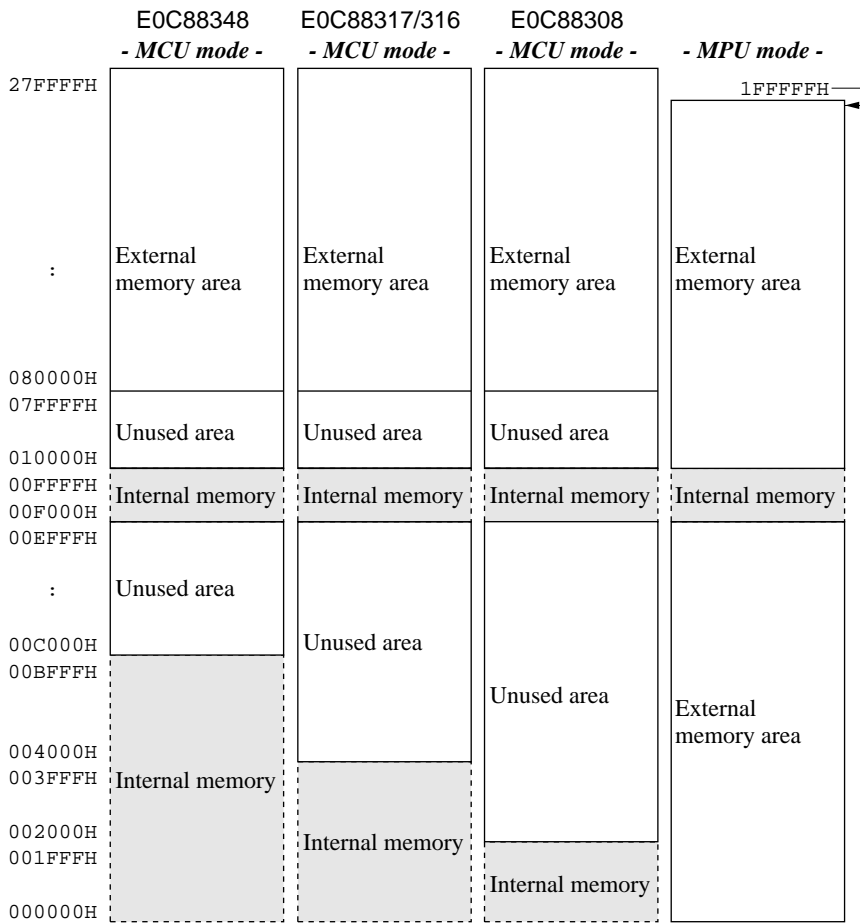 E0C88348 E0C88317/316 E0C88308
- MCU mode - - MCU mode - - MCU mode - - MPU mode -
27FFFFH
1FFFFFH
External memory area
External memory area
External memory area
External memory area
:
080000H
07FFFFH
Unused area Unused area Unused area
010000H
00FFFFH
Internal memory Internal memory Internal memory Internal memory
00F000H
00EFFFH
Unused area
:
Unused area
00C000H
00BFFFH
Unused area
External memory area
004000H
003FFFH
Internal memory
002000H
Internal memory
001FFFH
Internal memory
000000H